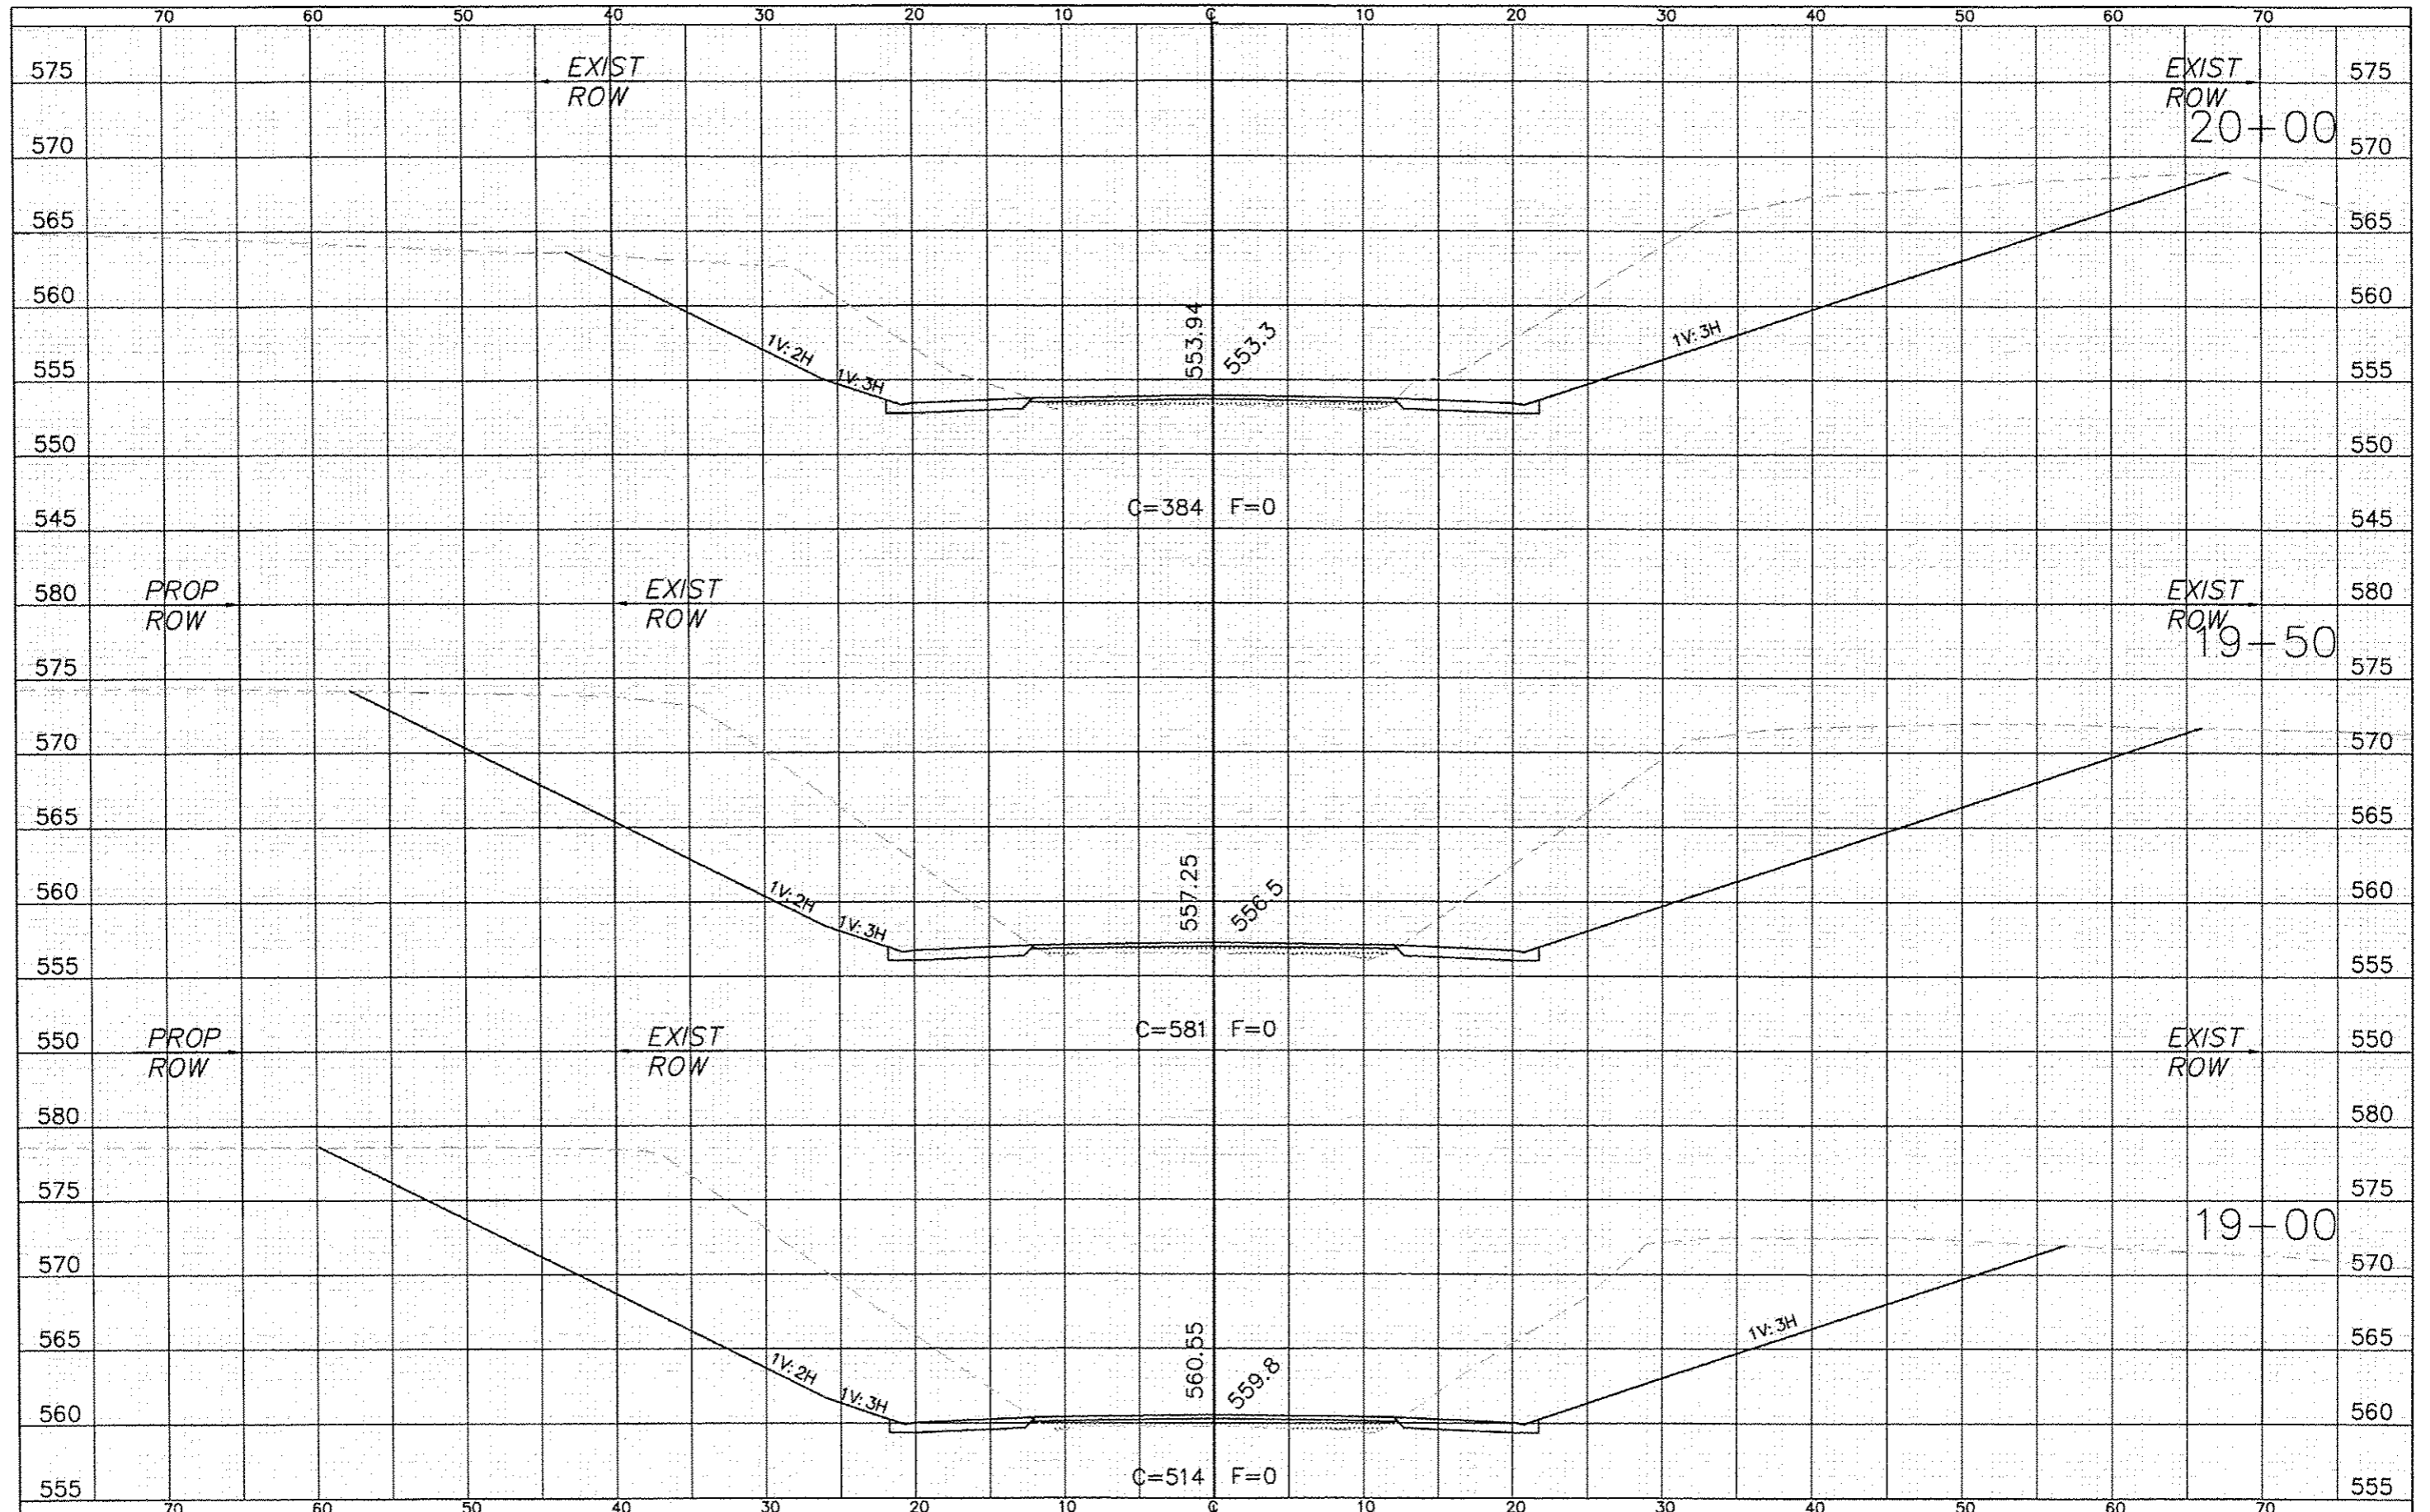 70 60 50 40 30 20 10 ℄ 10 20 30 40 50 60 70
575 EXIST EXIST 575
ROW ROW
20+00
570 570
565 565
560 560
553.94 553.3
1V:2H 1V:3H 1V:3H
555 555
550 550
C=384 F=0
545 545
PROP EXIST EXIST
580 580
ROW ROW ROW
19+50
575 575
570 570
565 565
560 560
557.25 556.5
1V:2H 1V:3H
555 555
C=581 F=0
PROP EXIST EXIST
550 550
ROW ROW ROW
580 580
575 575
19+00
570 570
565 565
560.55 559.8
1V:2H 1V:3H 1V:3H
560 560
C=514 F=0
555 555
70 60 50 40 30 20 10 ℄ 10 20 30 40 50 60 70